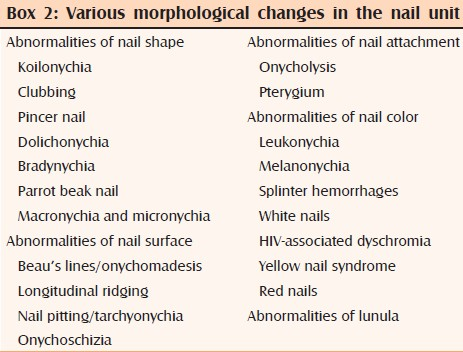 Box 2: Various morphological changes in the nail unit
Abnormalities of nail shape
Koilonychia
Clubbing
Pincer nail
Dolichonychia
Bradynychia
Parrot beak nail
Macronychia and micronychia
Abnormalities of nail surface
Beau's lines/onychomadesis
Longitudinal ridging
Nail pitting/tarchyonychia
Onychoschizia
Abnormalities of nail attachment
Onycholysis
Pterygium
Abnormalities of nail color
Leukonychia
Melanonychia
Splinter hemorrhages
White nails
HIV-associated dyschromia
Yellow nail syndrome
Red nails
Abnormalities of lunula